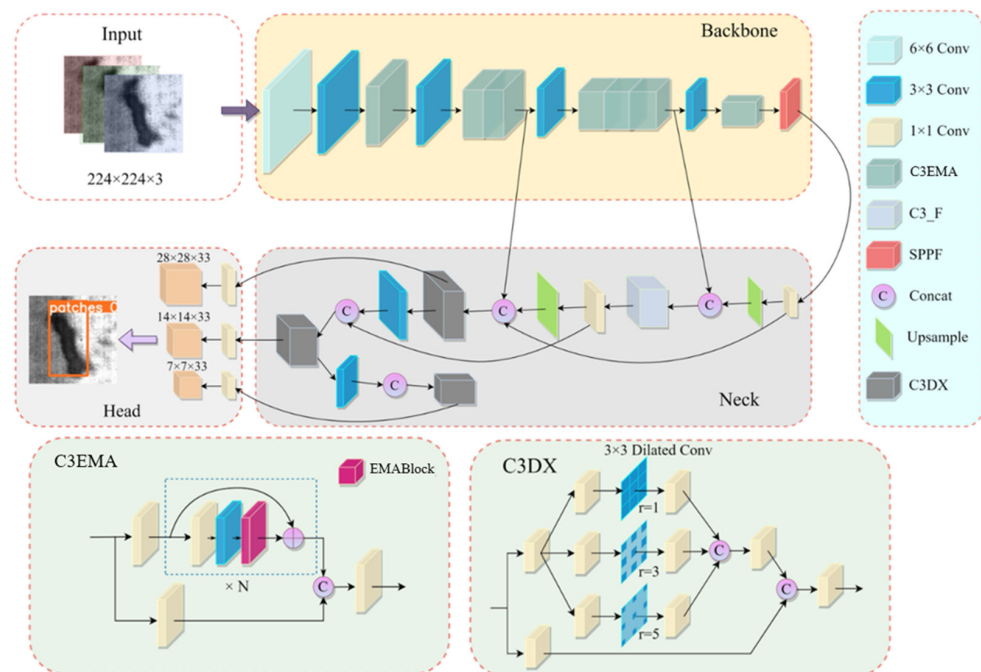 Input
224×224×3
Backbone
6×6 Conv
3×3 Conv
1×1 Conv
C3EMA
C3_F
SPPF
C
Concat
Upsample
C3DX
28×28×33
14×14×33
7×7×33
patches
Head
C
C
C
C
Neck
C3EMA
EMABlock
× N
C
C3DX
3×3 Dilated Conv
r=1
r=3
r=5
C
C